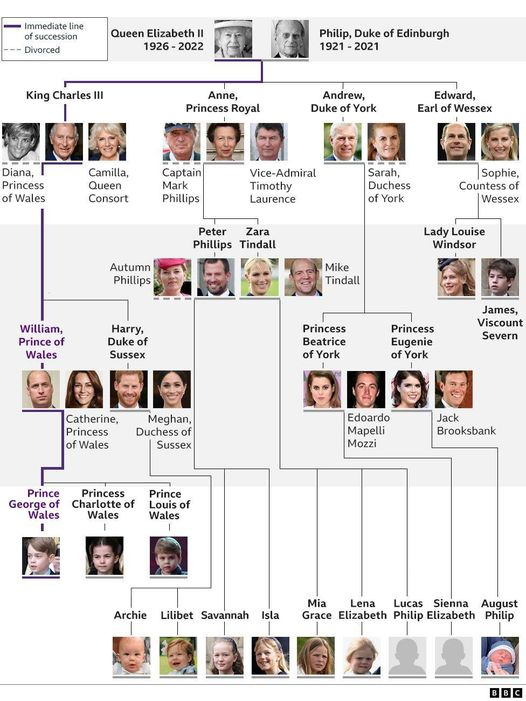 Immediate line
of succession
Divorced
Queen Elizabeth II
1926 - 2022
Philip, Duke of Edinburgh
1921 - 2021
King Charles III
Anne,
Princess Royal
Andrew,
Duke of York
Edward,
Earl of Wessex
Diana,
Princess
of Wales
Camilla,
Queen
Consort
Captain
Mark
Phillips
Vice-Admiral
Timothy
Laurence
Sarah,
Duchess
of York
Sophie,
Countess of
Wessex
Peter
Phillips
Zara
Tindall
Lady Louise
Windsor
Autumn
Phillips
Mike
Tindall
James,
Viscount
Severn
William,
Prince of
Wales
Harry,
Duke of
Sussex
Princess
Beatrice
of York
Princess
Eugenie
of York
Catherine,
Princess
of Wales
Meghan,
Duchess of
Sussex
Edoardo
Mapelli
Mozzi
Jack
Brooksbank
Prince
George of
Wales
Princess
Charlotte of
Wales
Prince
Louis of
Wales
Archie
Lilibet
Savannah
Isla
Mia
Grace
Lena
Elizabeth
Lucas
Philip
Sienna
Elizabeth
August
Philip
BBC